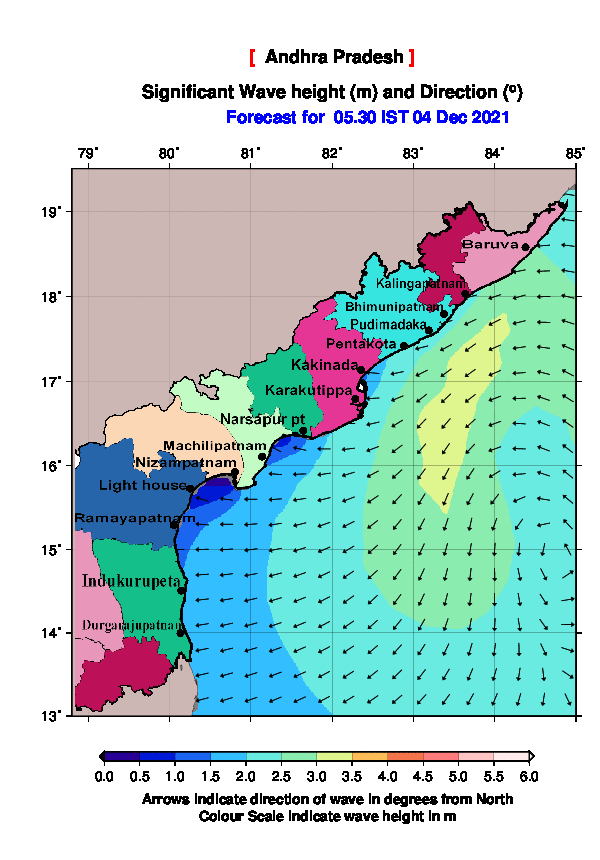 [ Andhra Pradesh ]
Significant Wave height (m) and Direction (º)
Forecast for 05.30 IST 04 Dec 2021
79° 80° 81° 82° 83° 84° 85°
19°
Baruva
Kalingapatnam
18°
Bhimunipatnam
Pudimadaka
Pentakota
Kakinada
17°
Karakutippa
Narsapur pt
Machilipatnam
16°
Nizampatnam
Light house
Ramayapatnam
15°
Indukurupeta
Durgarajupatnam
14°
13°
0.0 0.5 1.0 1.5 2.0 2.5 3.0 3.5 4.0 4.5 5.0 5.5 6.0
Arrows indicate direction of wave in degrees from North
Colour Scale indicate wave height in m